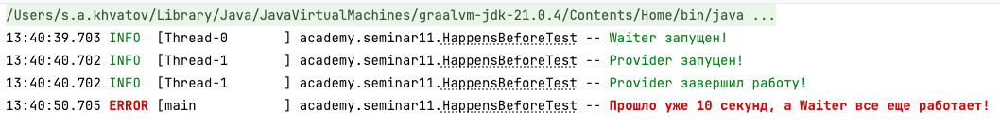 /Users/s.a.khvatov/Library/Java/JavaVirtualMachines/graalvm-jdk-21.0.4/Contents/Home/bin/java ...
13:40:39.703 INFO  [Thread-0       ] academy.seminar11.HappensBeforeTest -- Waiter запущен!
13:40:40.702 INFO  [Thread-1       ] academy.seminar11.HappensBeforeTest -- Provider запущен!
13:40:40.702 INFO  [Thread-1       ] academy.seminar11.HappensBeforeTest -- Provider завершил работу!
13:40:50.705 ERROR [main           ] academy.seminar11.HappensBeforeTest -- Прошло уже 10 секунд, а Waiter все еще работает!